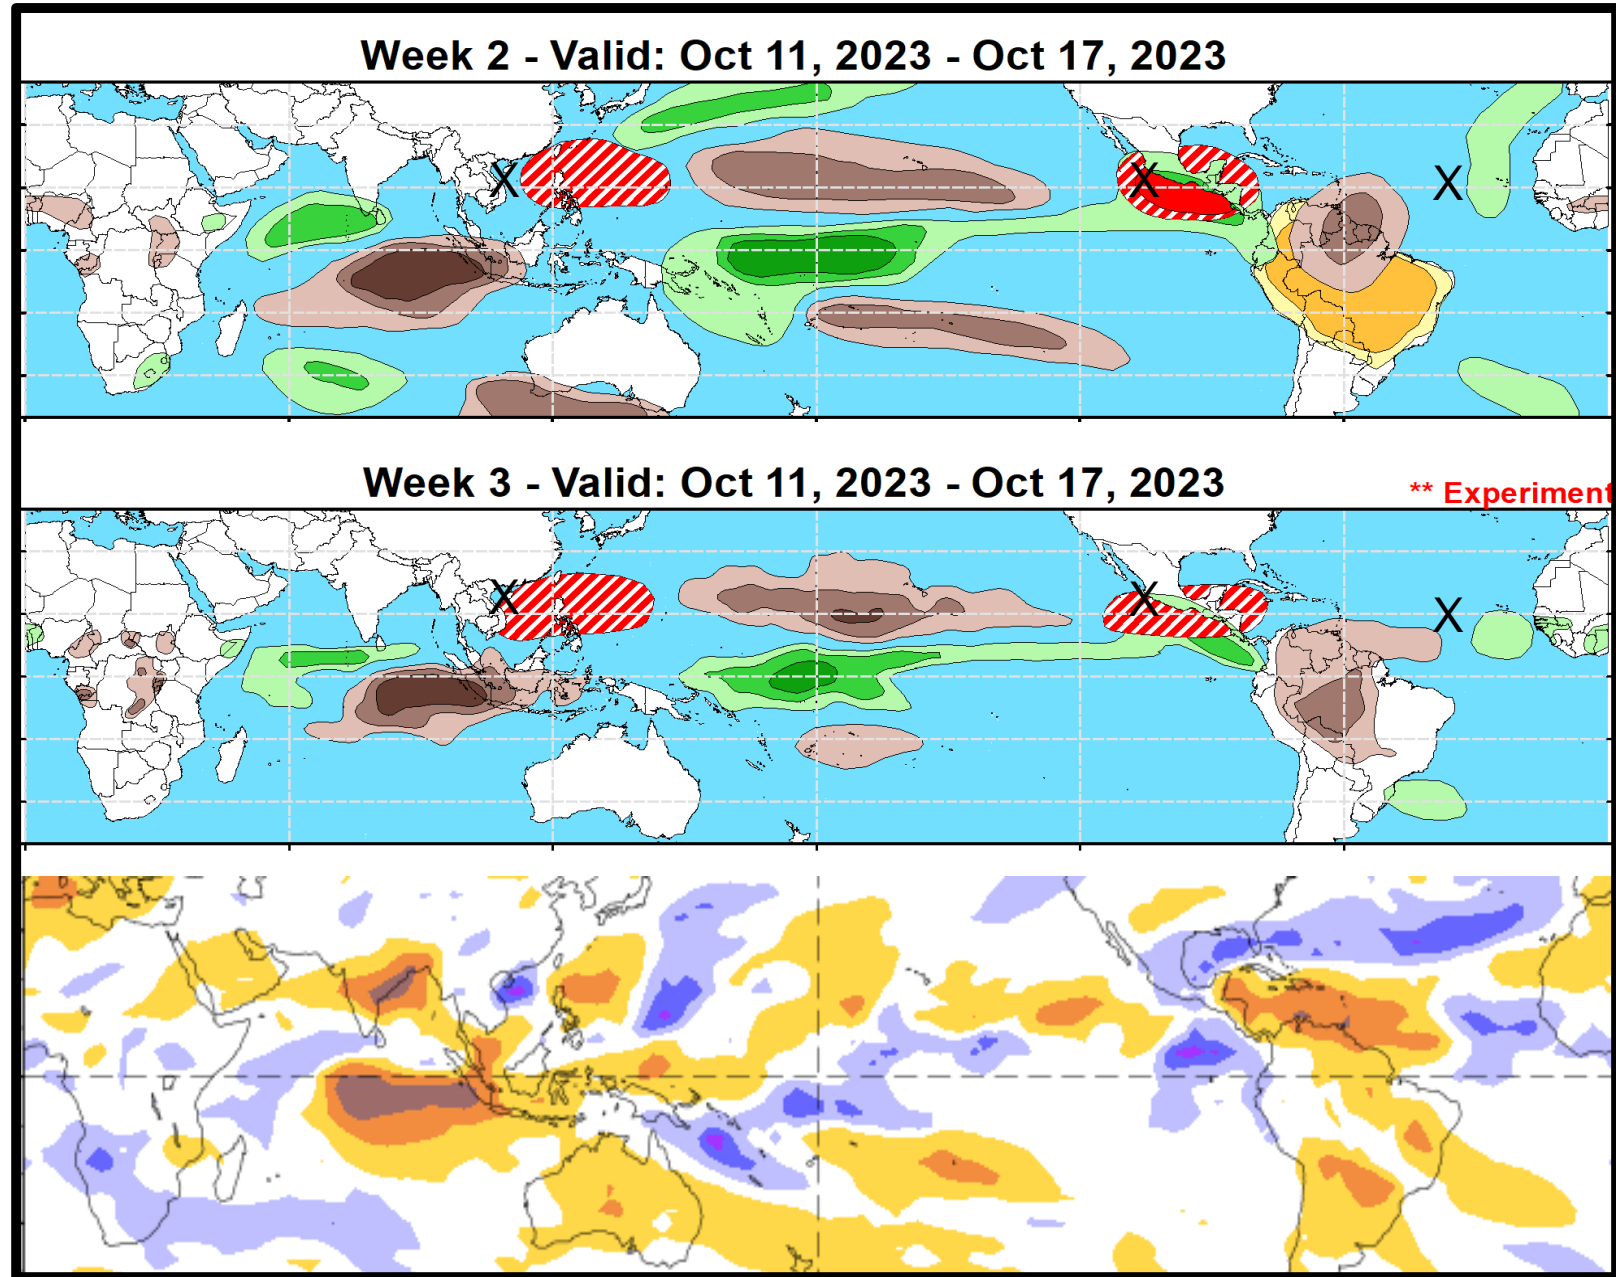 Week 2 - Valid: Oct 11, 2023 - Oct 17, 2023
X X X
Week 3 - Valid: Oct 11, 2023 - Oct 17, 2023
** Experiment
X X X